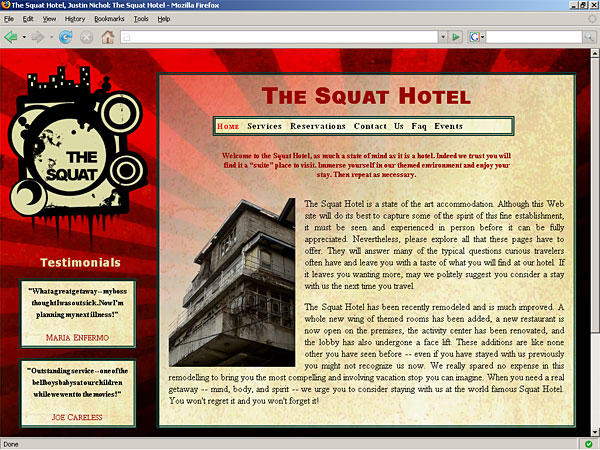 The Squat Hotel, Justin Nichol: The Squat Hotel - Mozilla Firefox
File Edit View History Bookmarks Tools Help
G
THE SQUAT HOTEL
HOME Services Reservations Contact Us Faq Events
THE
SQUAT
Welcome to the Squat Hotel, as much a state of mind as it is a hotel. Indeed we trust you will
find it a "suite" place to visit. Immerse yourself in our themed environment and enjoy your
stay. Then repeat as necessary.
The Squat Hotel is a state of the art accommodation. Although this Web
site will do its best to capture some of the spirit of this fine establishment,
it must be seen and experienced in person before it can be fully
appreciated. Nevertheless, please explore all that these pages have to
offer. They will answer many of the typical questions curious travelers
often have and leave you with a taste of what you will find at our hotel. If
it leaves you wanting more, may we politely suggest you consider a stay
with us the next time you travel.
The Squat Hotel has been recently remodeled and is much improved. A
whole new wing of themed rooms has been added, a new restaurant is
now open on the premises, the activity center has been renovated, and
the lobby has also undergone a face lift. These additions are like none
other you have seen before -- even if you have stayed with us previously
you might not recognize us now. We really spared no expense in this
remodelling to bring you the most compelling and involving vacation stop you can imagine. When you need a real
getaway -- mind, body, and spirit -- we urge you to consider staying with us at the world famous Squat Hotel.
You won't regret it and you won't forget it!
Testimonials
"What a great getaway -- my boss
thought I was out sick. Now I'm
planning my next illness!"
MARIA ENFERMO
"Outstanding service -- one of the
bellboys babysat our children
while we went to the movies!"
JOE CARELESS
Done